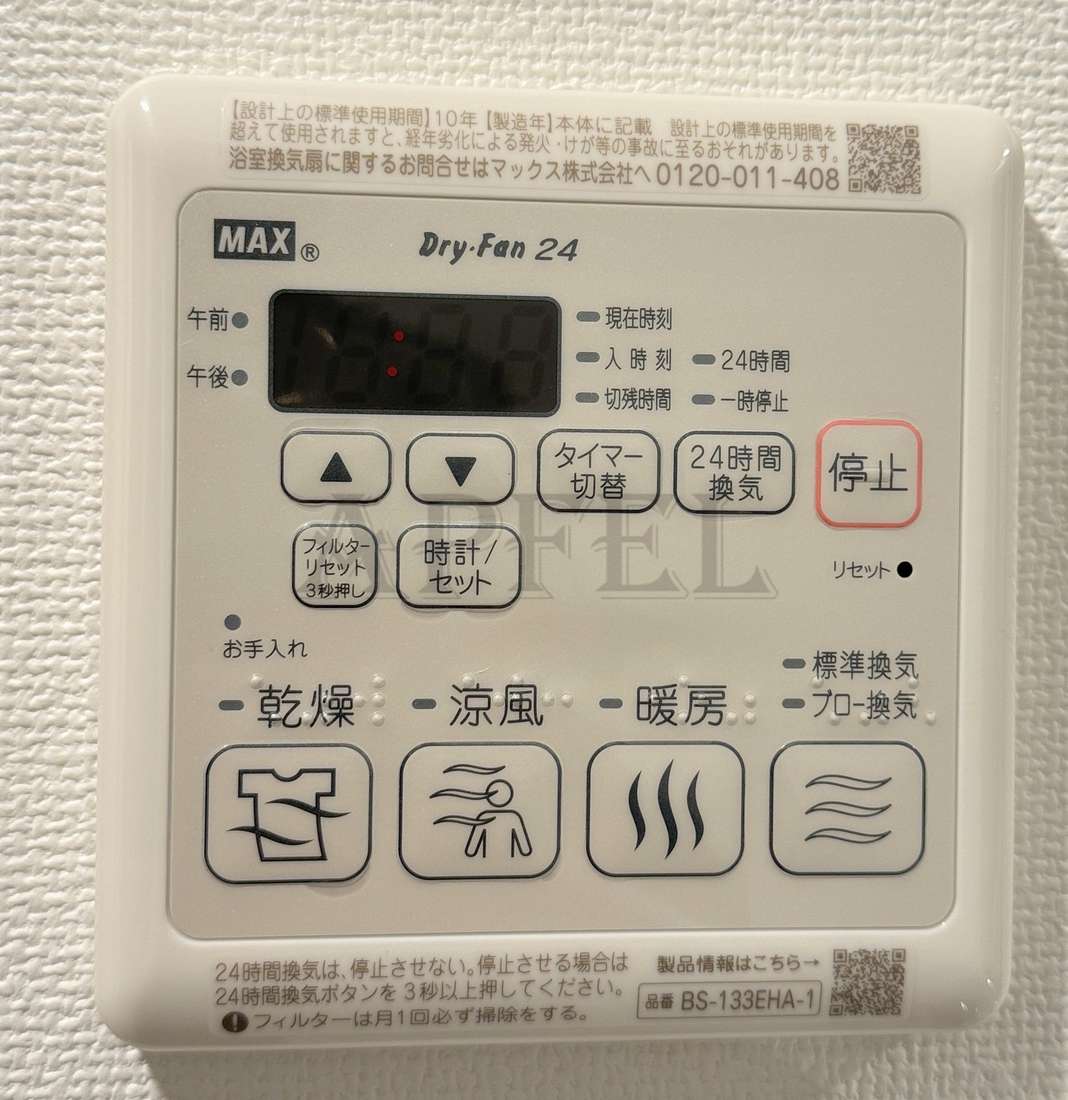 【設計上の標準使用期間】10年【製造年】本体に記載 設計上の標準使用期間を
超えて使用されますと、経年劣化による発火・けが等の事故に至るおそれがあります。
浴室換気扇に関するお問合せはマックス株式会社へ 0120-011-408
MAX® Dry・Fan 24
午前
午後
現在時刻
入時刻 24時間
切残時間 一時停止
▲ ▼
タイマー
切替
24時間
換気
停止
フィルター
リセット
3秒押し
時計/
セット
リセット
お手入れ
乾燥 涼風 暖房
標準換気
ブロー換気
APFEL
24時間換気は、停止させない。停止させる場合は
24時間換気ボタンを3秒以上押してください。
フィルターは月1回必ず掃除をする。
製品情報はこちら→
品番 BS-133EHA-1